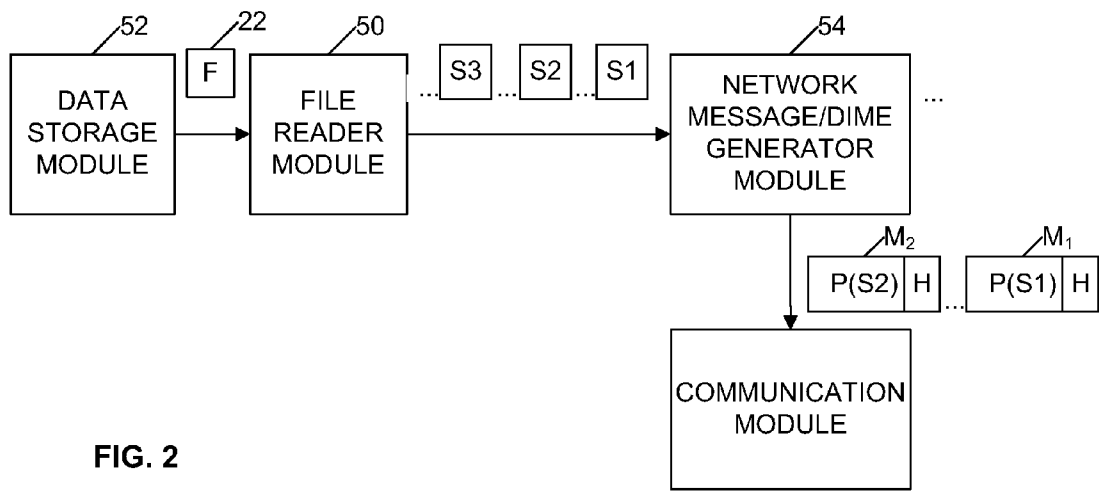 52
22
50
54
F
... S3 ... S2 ... S1
DATA
STORAGE
MODULE
FILE
READER
MODULE
NETWORK
MESSAGE/DIME
GENERATOR
MODULE
...
M₂
M₁
P(S2) H ... P(S1) H
COMMUNICATION
MODULE
FIG. 2